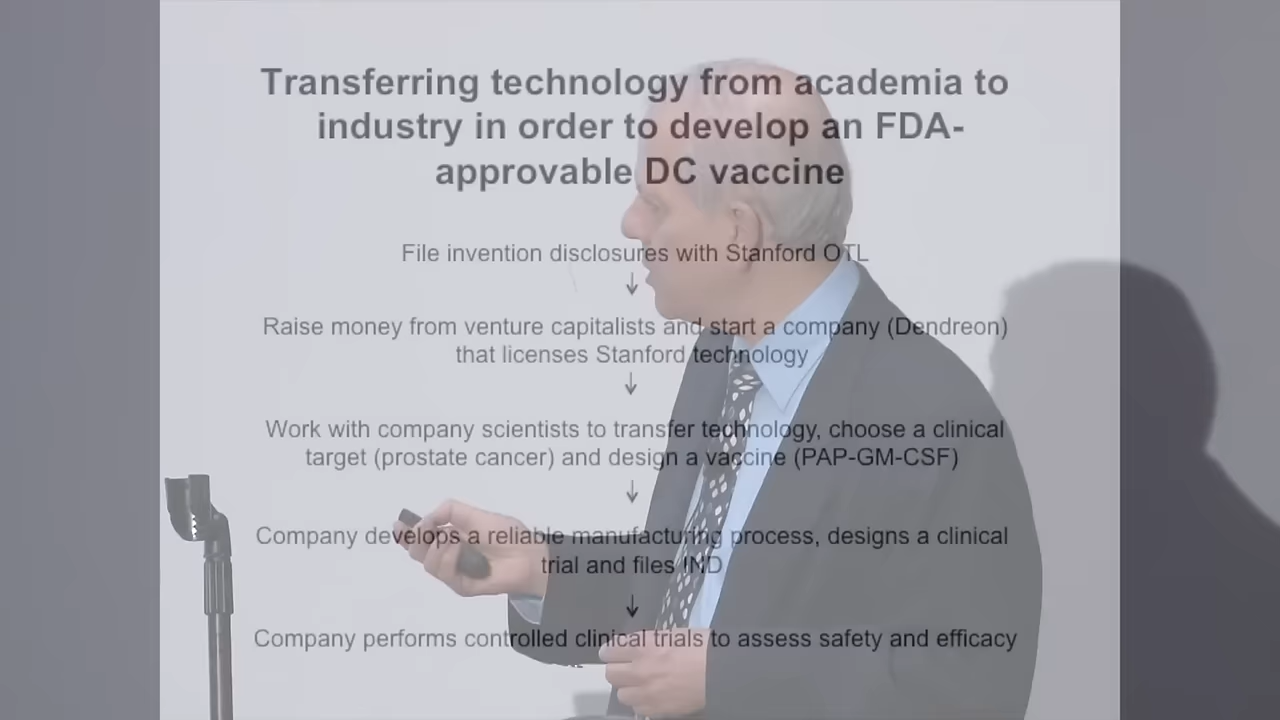 Transferring technology from academia to
industry in order to develop an FDA-
approvable DC vaccine
File invention disclosures with Stanford OTL
↓
Raise money from venture capitalists and start a company (Dendreon)
that licenses Stanford technology
↓
Work with company scientists to transfer technology, choose a clinical
target (prostate cancer) and design a vaccine (PAP-GM-CSF)
↓
Company develops a reliable manufacturing process, designs a clinical
trial and files IND
↓
Company performs controlled clinical trials to assess safety and efficacy